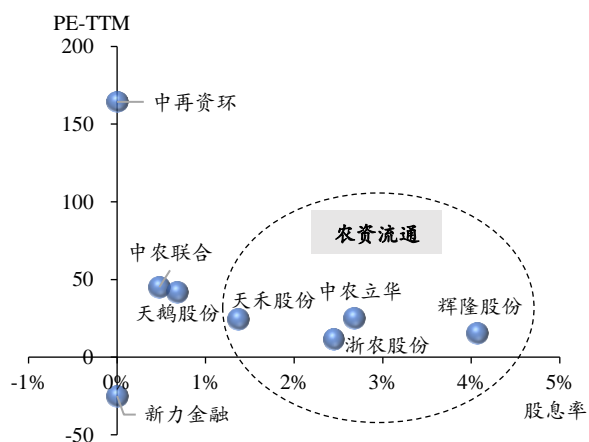 PE-TTM
200
中再资环
150
100
农资流通
中农联合
50
天鹅股份
天禾股份
中农立华
浙农股份
辉隆股份
0
-1%
0%
1%
2%
3%
4%
5%
股息率
新力金融
-50